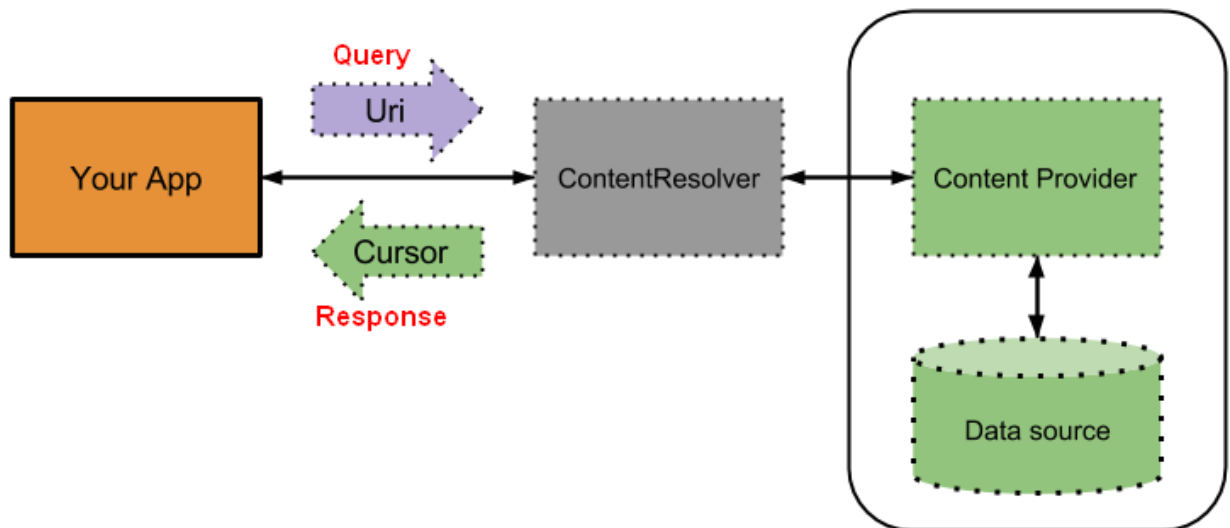 Query
Uri
Your App
ContentResolver
Content Provider
Cursor
Response
Data source